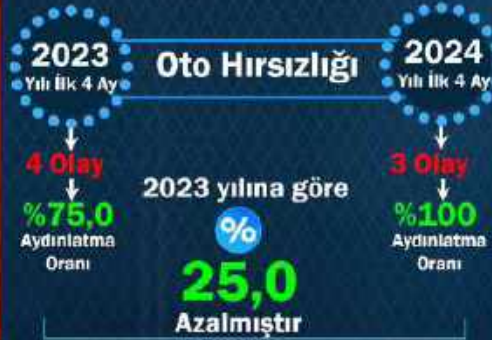 2023
Yılı İlk 4 Ay
Oto Hırsızlığı
2024
Yılı İlk 4 Ay
4 Olay
%75,0
Aydınlatma
Oranı
2023 yılına göre
%
25,0
Azalmıştır
3 Olay
%100
Aydınlatma
Oranı